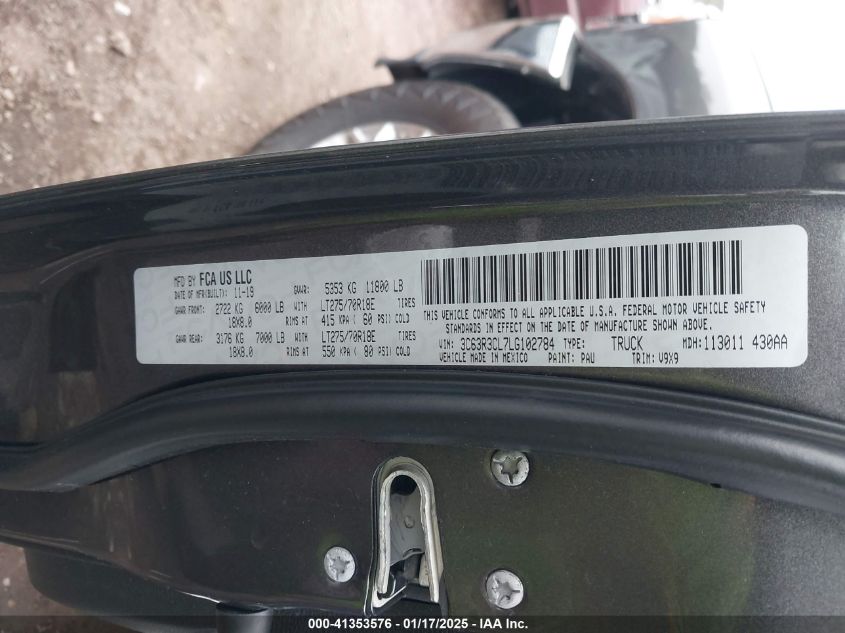 MFD BY FCA US LLC
DATE OF MFR(BUILT): 11-19 GVWR: 5353 KG 11800 LB
GAWR FRONT: 2722 KG 6000 LB WITH LT275/70R18E TIRES
18X8.0 RIMS AT 415 KPA ( 60 PSI) COLD
GAWR REAR: 3176 KG 7000 LB WITH LT275/70R18E TIRES
18X8.0 RIMS AT 550 KPA ( 80 PSI) COLD
THIS VEHICLE CONFORMS TO ALL APPLICABLE U.S.A. FEDERAL MOTOR VEHICLE SAFETY
STANDARDS IN EFFECT ON THE DATE OF MANUFACTURE SHOWN ABOVE.
VIN: 3C63R3CL7LG102784 TYPE: TRUCK MDH: 113011 430AA
VEHICLE MADE IN MEXICO PAINT: PAU TRIM: V9X9
000-41353576 - 01/17/2025 - IAA Inc.